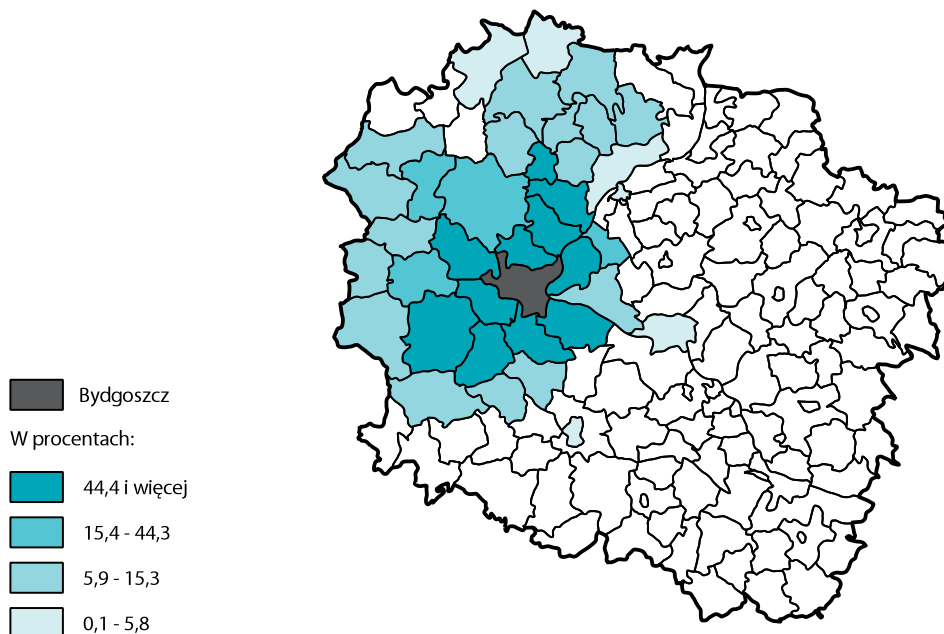 Bydgoszcz
W procentach:
44,4 i więcej
15,4 - 44,3
5,9 - 15,3
0,1 - 5,8